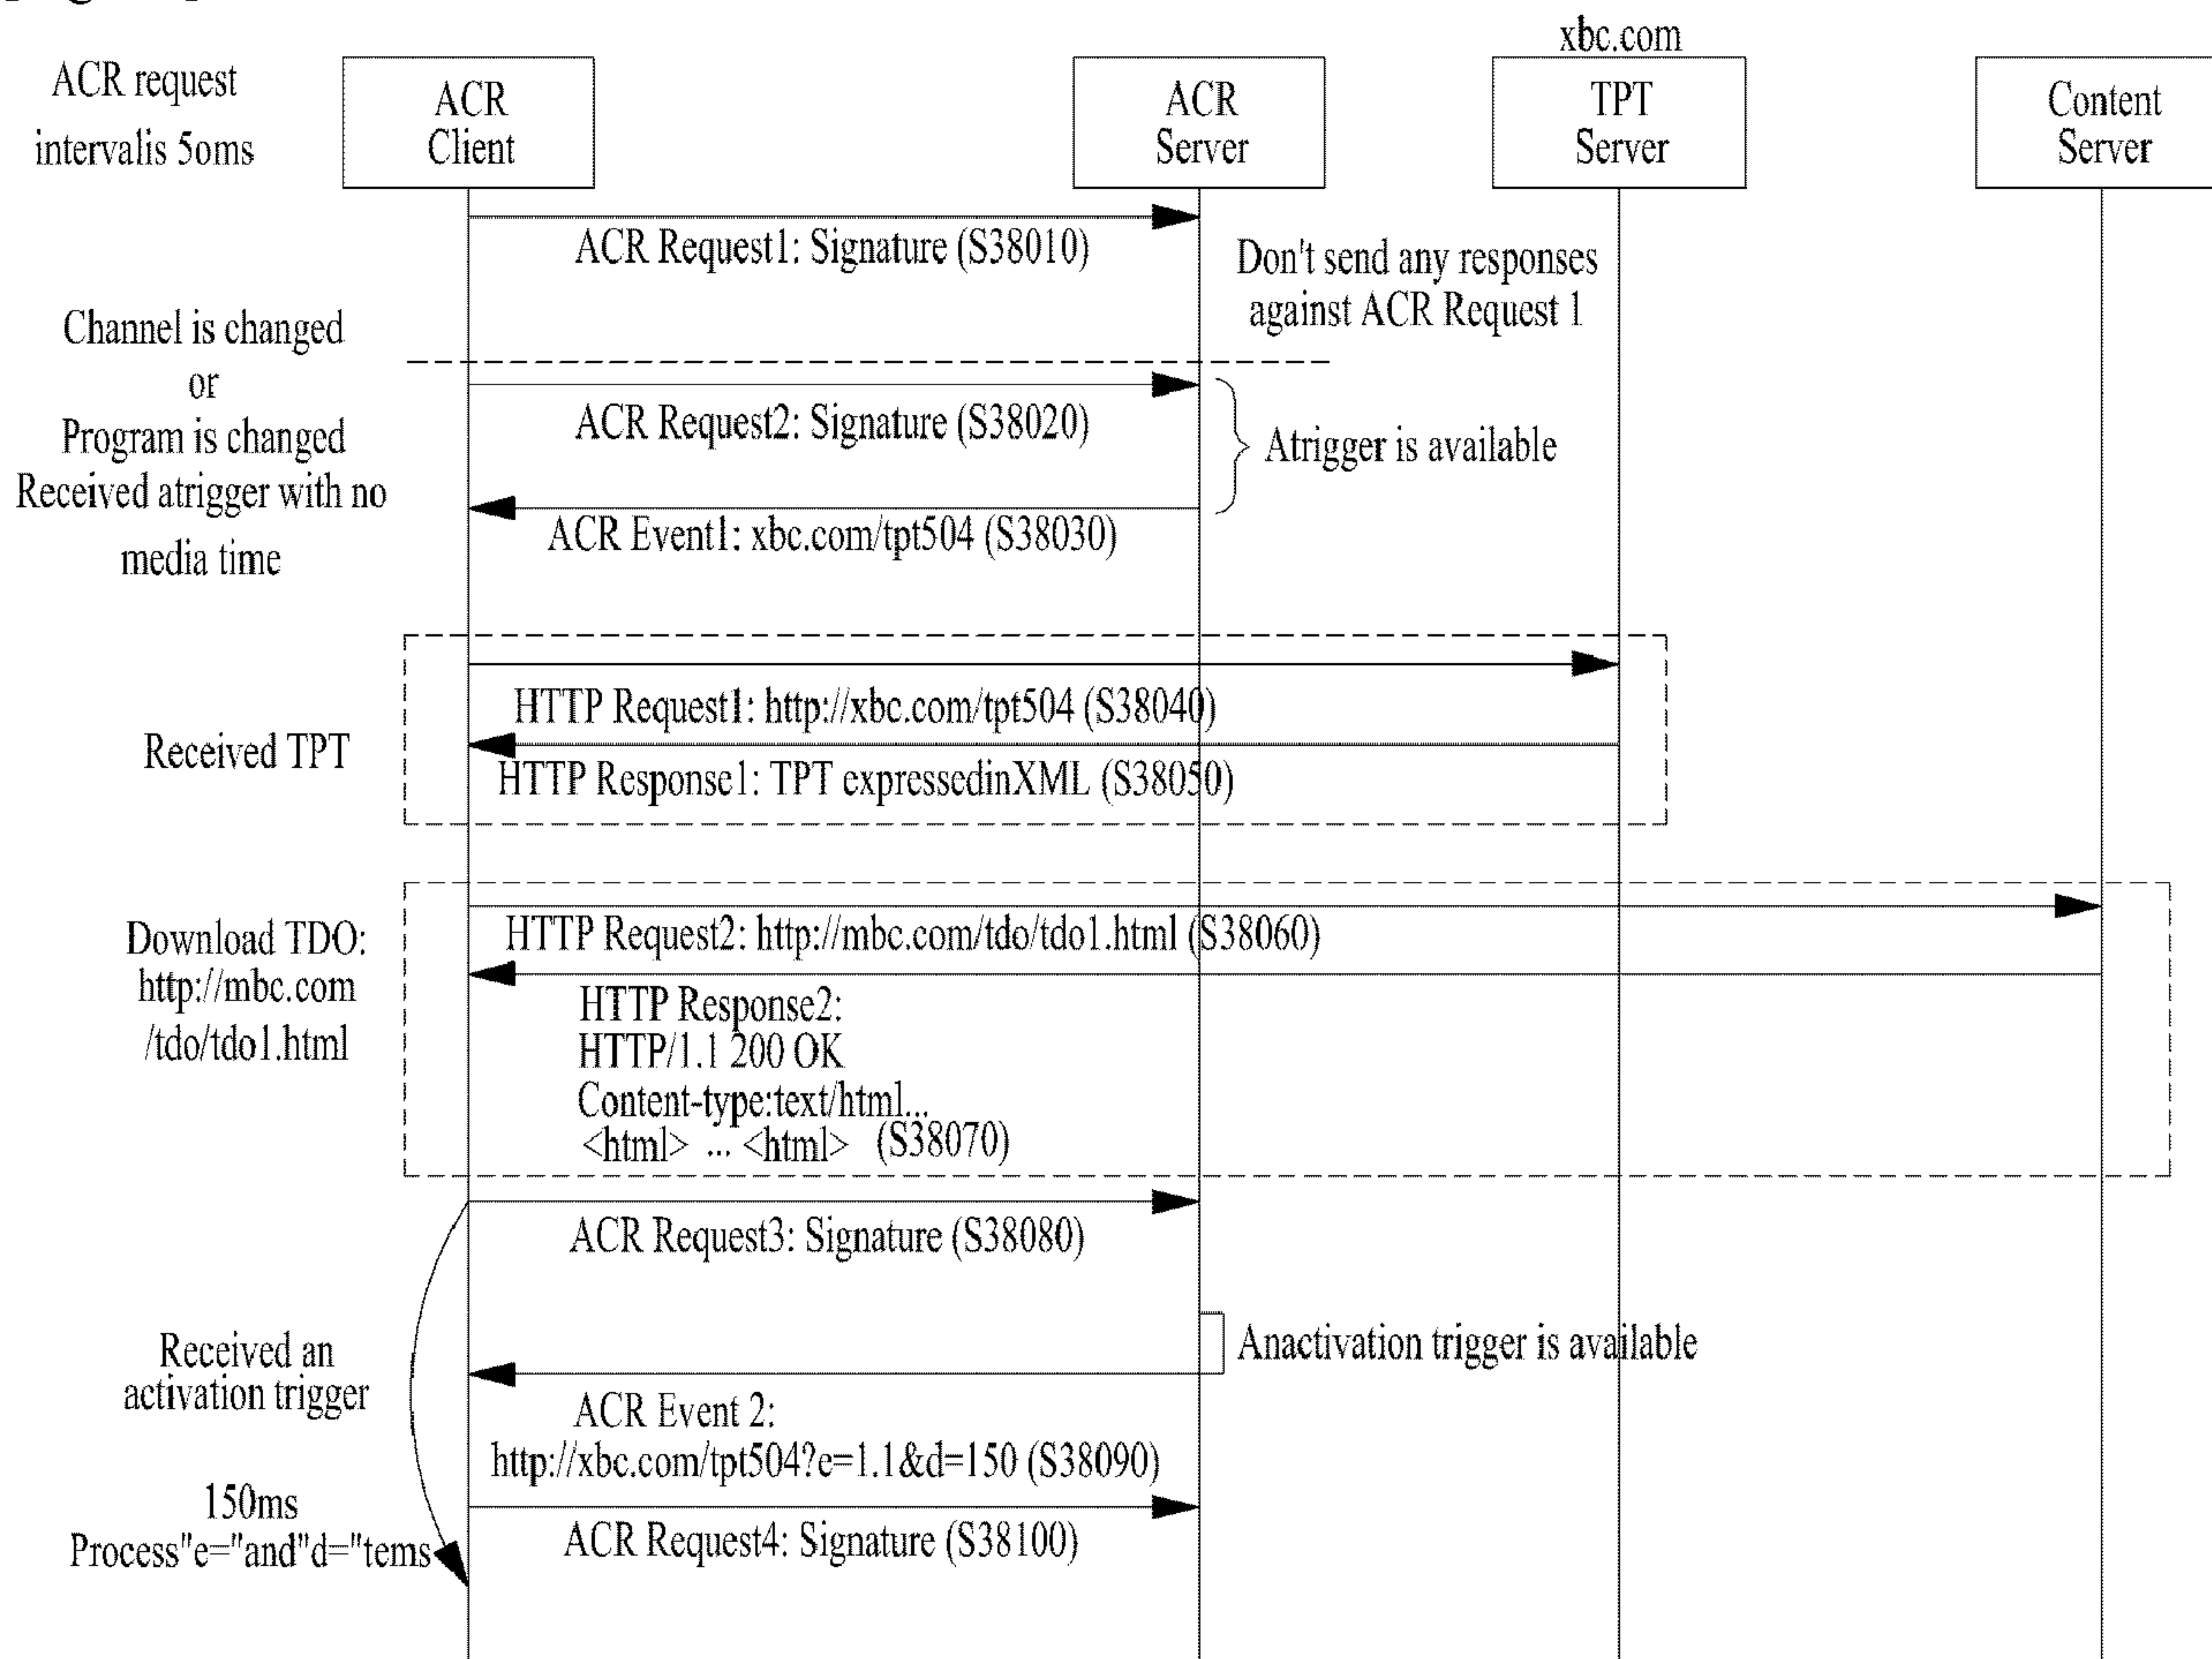 xbc.com
ACR request
intervalis 5oms
ACR
Client
ACR
Server
TPT
Server
Content
Server
ACR Request1: Signature (S38010)
Don't send any responses
against ACR Request 1
Channel is changed
or
Program is changed
Received atrigger with no
media time
ACR Request2: Signature (S38020)
Atrigger is available
ACR Event1: xbc.com/tpt504 (S38030)
HTTP Request1: http://xbc.com/tpt504 (S38040)
Received TPT
HTTP Response1: TPT expressedinXML (S38050)
Download TDO:
http://mbc.com
/tdo/tdo1.html
HTTP Request2: http://mbc.com/tdo/tdo1.html (S38060)
HTTP Response2:
HTTP/1.1 200 OK
Content-type:text/html...
<html> ... <html> (S38070)
ACR Request3: Signature (S38080)
Received an
activation trigger
Anactivation trigger is available
ACR Event 2:
http://xbc.com/tpt504?e=1.1&d=150 (S38090)
150ms
Process"e="and"d="tems
ACR Request4: Signature (S38100)